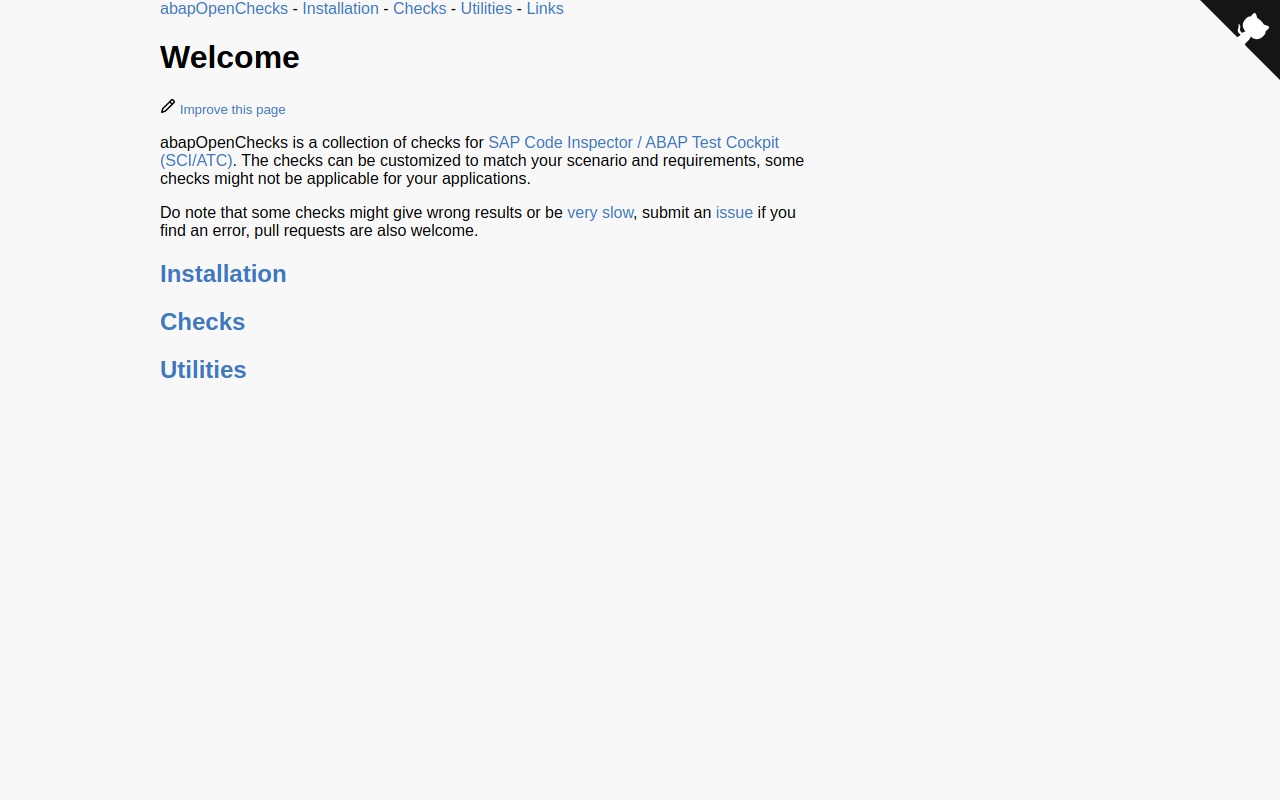 abapOpenChecks - Installation - Checks - Utilities - Links
Welcome
Improve this page
abapOpenChecks is a collection of checks for SAP Code Inspector / ABAP Test Cockpit
(SCI/ATC). The checks can be customized to match your scenario and requirements, some
checks might not be applicable for your applications.
Do note that some checks might give wrong results or be very slow, submit an issue if you
find an error, pull requests are also welcome.
Installation
Checks
Utilities